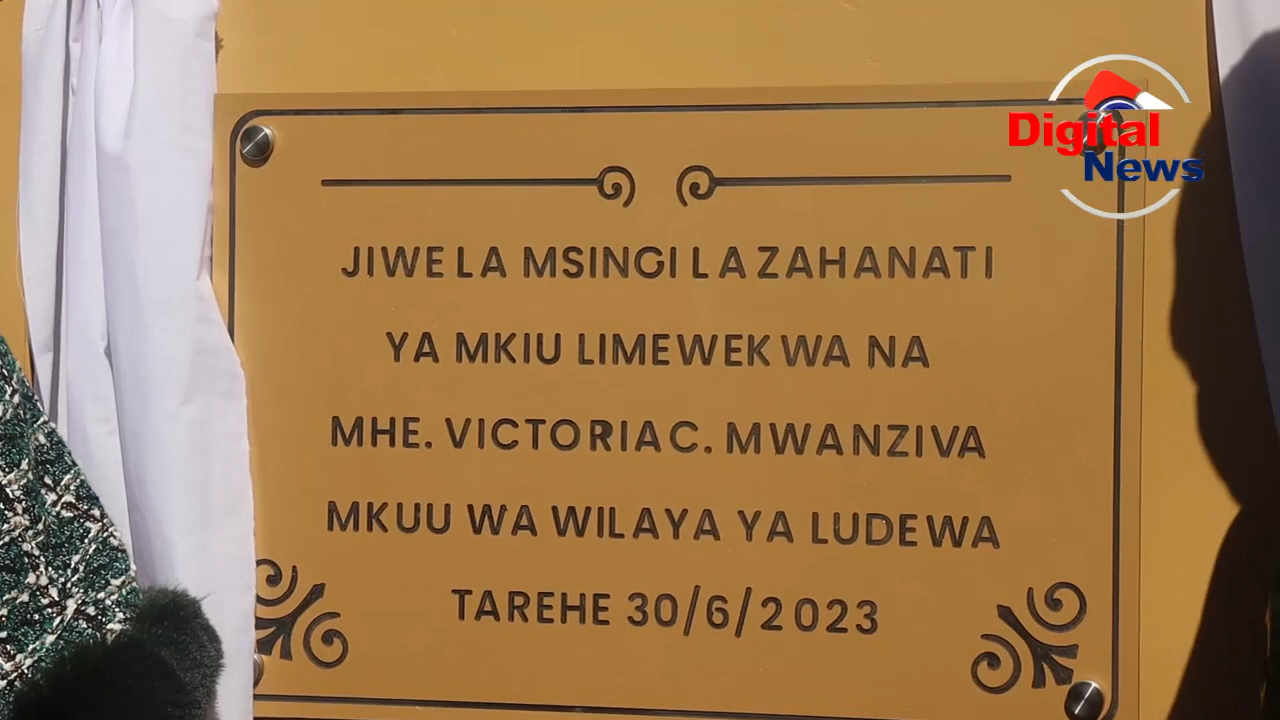 Digital
News
JIWE LA MSINGI LA ZAHANATI
YA MKIU LIMEWEKWA NA
MHE. VICTORIA C. MWANZIVA
MKUU WA WILAYA YA LUDEWA
TAREHE 30/6/2023